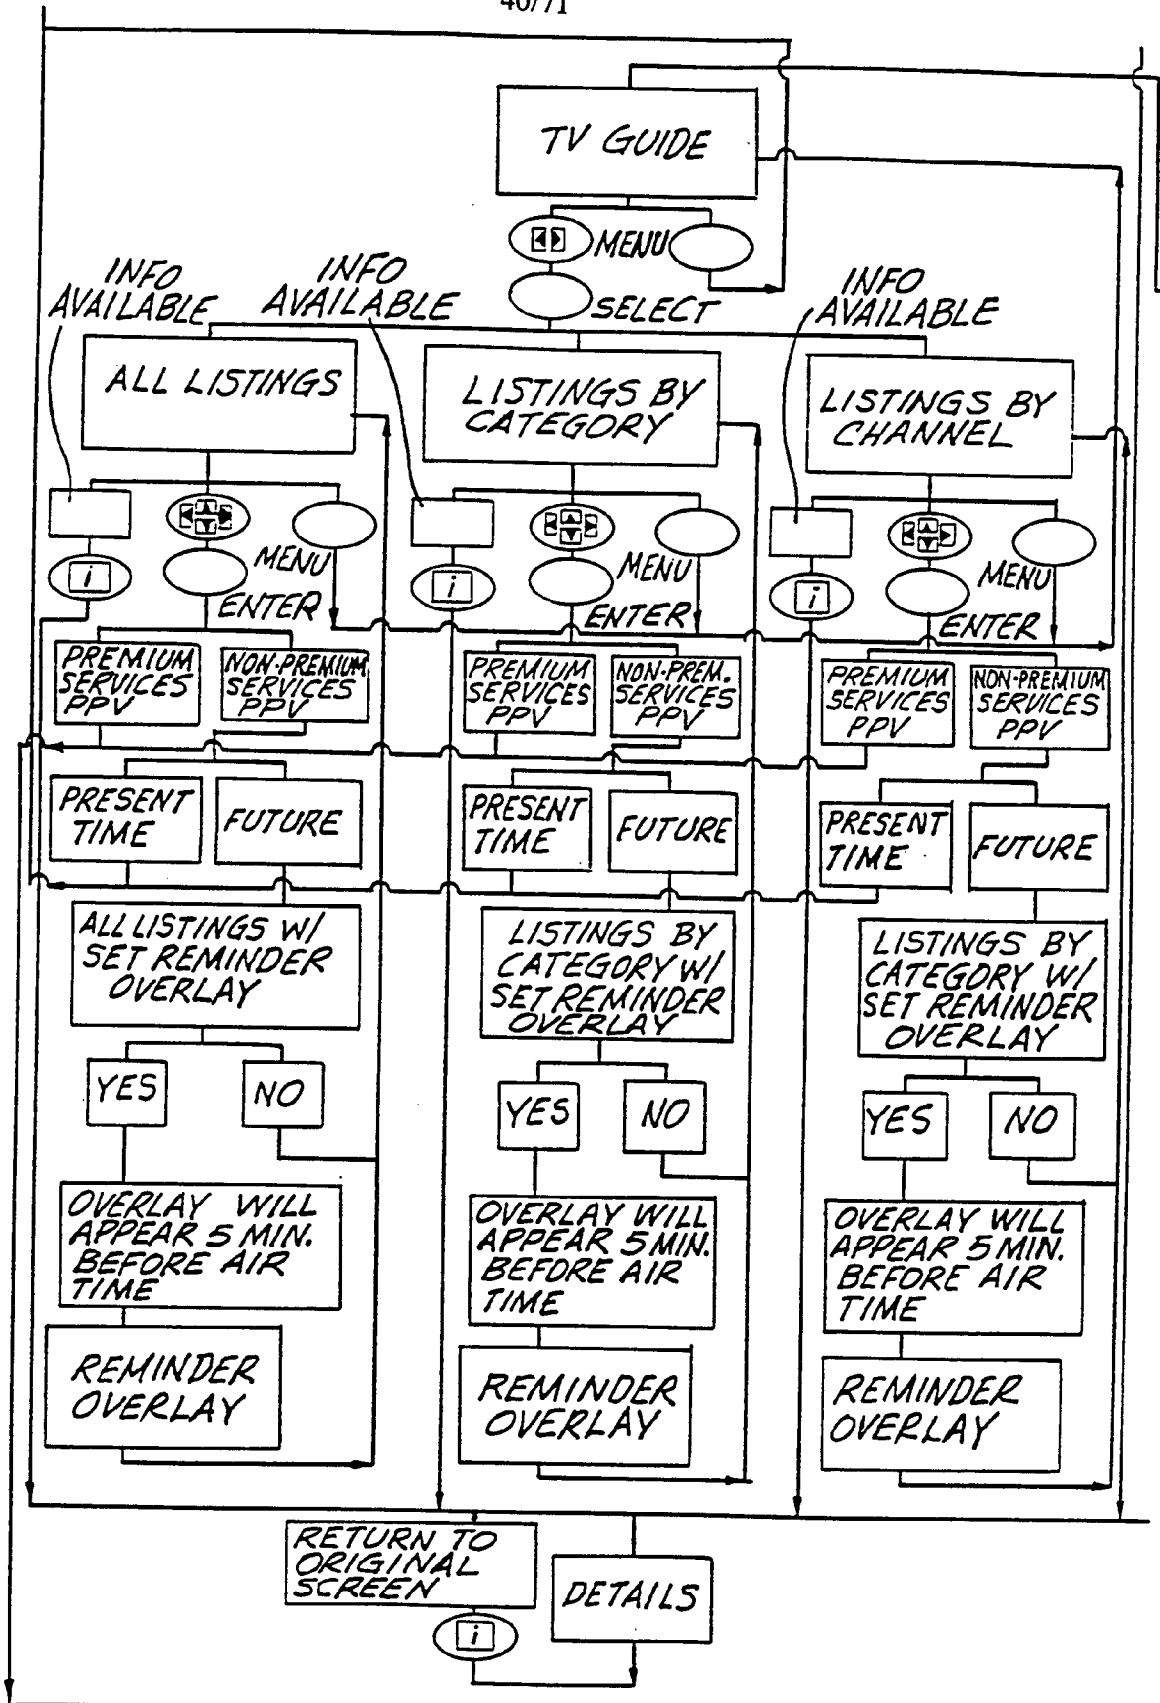 40/71
TV GUIDE
MENU
SELECT
INFO
AVAILABLE
INFO
AVAILABLE
INFO
AVAILABLE
ALL LISTINGS
LISTINGS BY
CATEGORY
LISTINGS BY
CHANNEL
i
MENU
ENTER
i
MENU
ENTER
i
MENU
ENTER
PREMIUM
SERVICES
PPV
NON-PREMIUM
SERVICES
PPV
PREMIUM
SERVICES
PPV
NON-PREM.
SERVICES
PPV
PREMIUM
SERVICES
PPV
NON-PREMIUM
SERVICES
PPV
PRESENT
TIME
FUTURE
PRESENT
TIME
FUTURE
PRESENT
TIME
FUTURE
ALL LISTINGS W/
SET REMINDER
OVERLAY
LISTINGS BY
CATEGORY W/
SET REMINDER
OVERLAY
LISTINGS BY
CATEGORY W/
SET REMINDER
OVERLAY
YES
NO
YES
NO
YES
NO
OVERLAY WILL
APPEAR 5 MIN.
BEFORE AIR
TIME
OVERLAY WILL
APPEAR 5 MIN.
BEFORE AIR
TIME
OVERLAY WILL
APPEAR 5 MIN.
BEFORE AIR
TIME
REMINDER
OVERLAY
REMINDER
OVERLAY
REMINDER
OVERLAY
RETURN TO
ORIGINAL
SCREEN
DETAILS
i